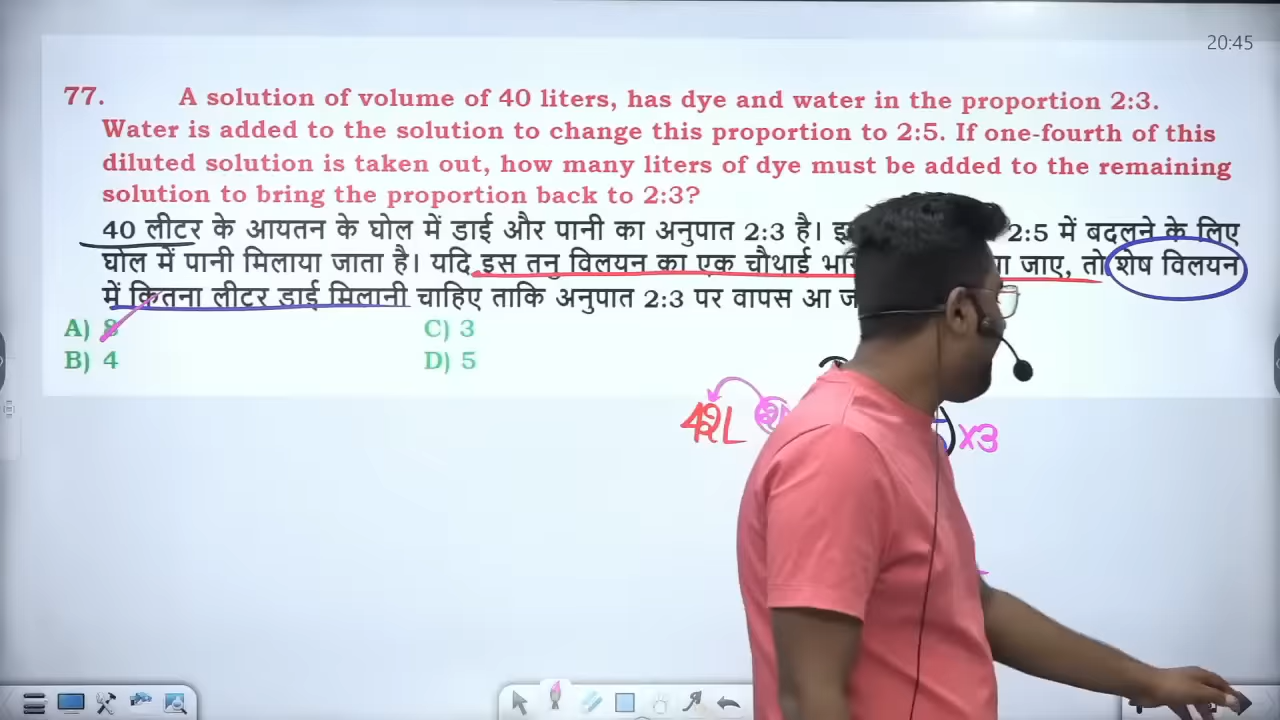 20:45
77. A solution of volume of 40 liters, has dye and water in the proportion 2:3.
Water is added to the solution to change this proportion to 2:5. If one-fourth of this
diluted solution is taken out, how many liters of dye must be added to the remaining
solution to bring the proportion back to 2:3?
40 लीटर के आयतन के घोल में डाई और पानी का अनुपात 2:3 है। 2:5 में बदलने के लिए
घोल में पानी मिलाया जाता है। यदि इस तनु विलयन का एक चौथाई जाए, तो शेष विलयन
में कितना लीटर डाई मिलानी चाहिए ताकि अनुपात 2:3 पर वापस आ
A) 8 C) 3
B) 4 D) 5
42L x3